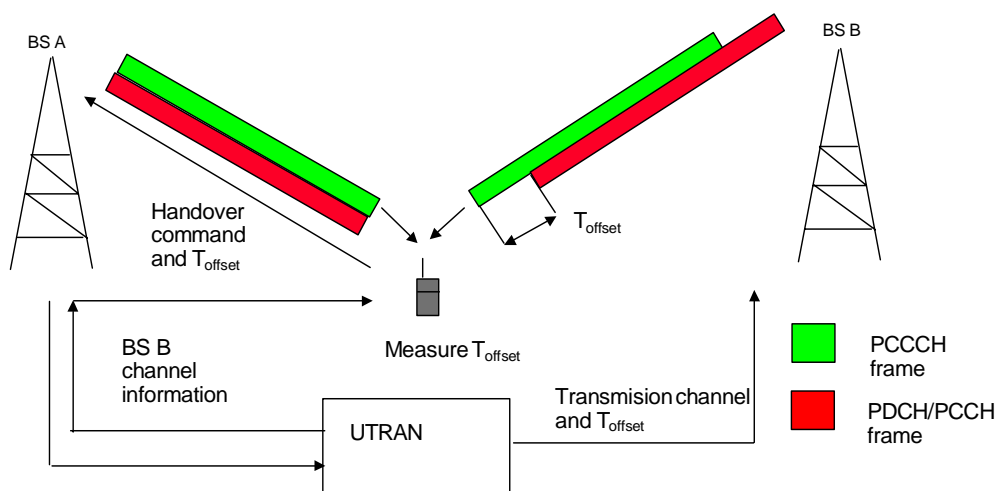 BS A
BS B
Handover
command
and Toffset
Toffset
Measure Toffset
BS B
channel
information
UTRAN
Transmision channel
and Toffset
PCCCH
frame
PDCH/PCCH
frame